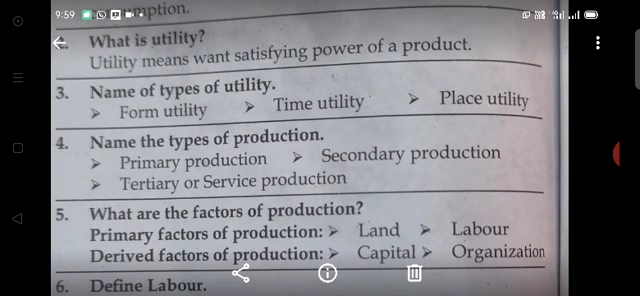 9:59
mption.
What is utility?
Utility means want satisfying power of a product.
3. Name of types of utility.
➢ Form utility ➢ Time utility ➢ Place utility
4. Name the types of production.
➢ Primary production ➢ Secondary production
➢ Tertiary or Service production
5. What are the factors of production?
Primary factors of production: ➢ Land ➢ Labour
Derived factors of production: ➢ Capital ➢ Organization
6. Define Labour.